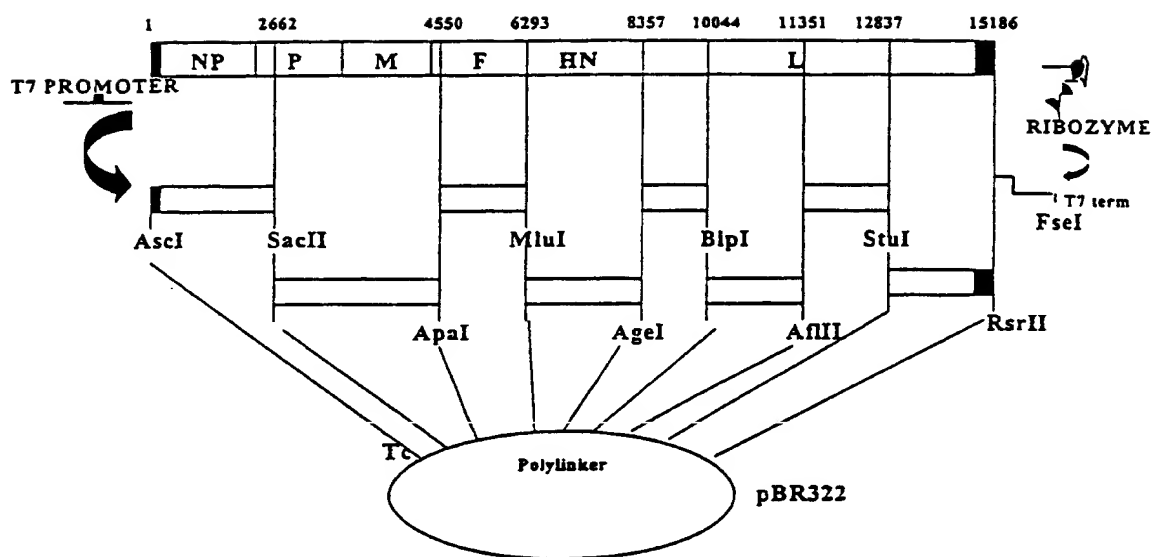 1 2662 4550 6293 8357 10044 11351 12837 15186
NP P M F HN L
T7 PROMOTER
RIBOZYME
T7 term
FseI
AscI SacII MluI BlpI StuI
ApaI AgeI AflII RsrII
Tc
Polylinker
pBR322